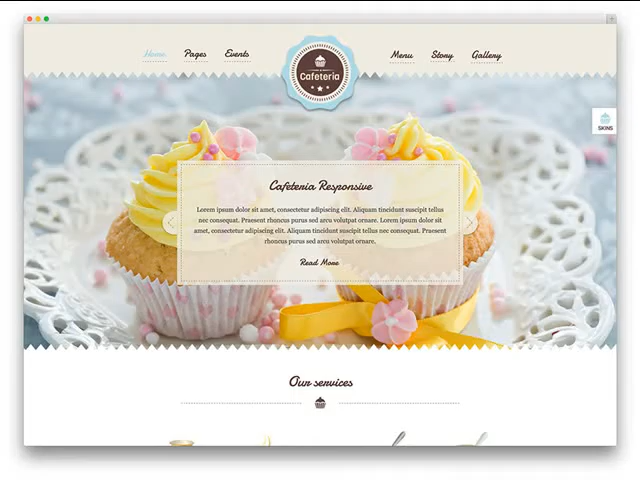 Home Pages Events Menu Story Gallery
Cafeteria
SKINS
Cafeteria Responsive
Lorem ipsum dolor sit amet, consectetur adipiscing elit. Aliquam tincidunt suscipit tellus
nec consequat. Praesent rhoncus purus sed arcu volutpat ornare. Lorem ipsum dolor sit amet,
consectetur adipiscing elit. Aliquam tincidunt suscipit tellus nec consequat. Praesent
rhoncus purus sed arcu volutpat ornare.
Read More
Our services